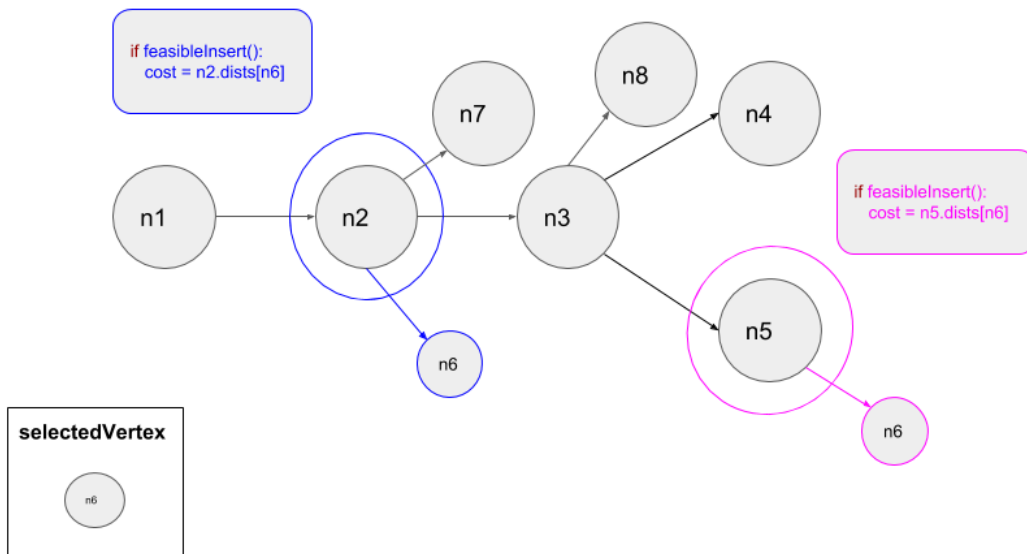 if feasibleInsert():
cost = n2.dists[n6]
n8
n7
n4
if feasibleInsert():
cost = n5.dists[n6]
n1
n2
n3
n5
n6
n6
selectedVertex
n6